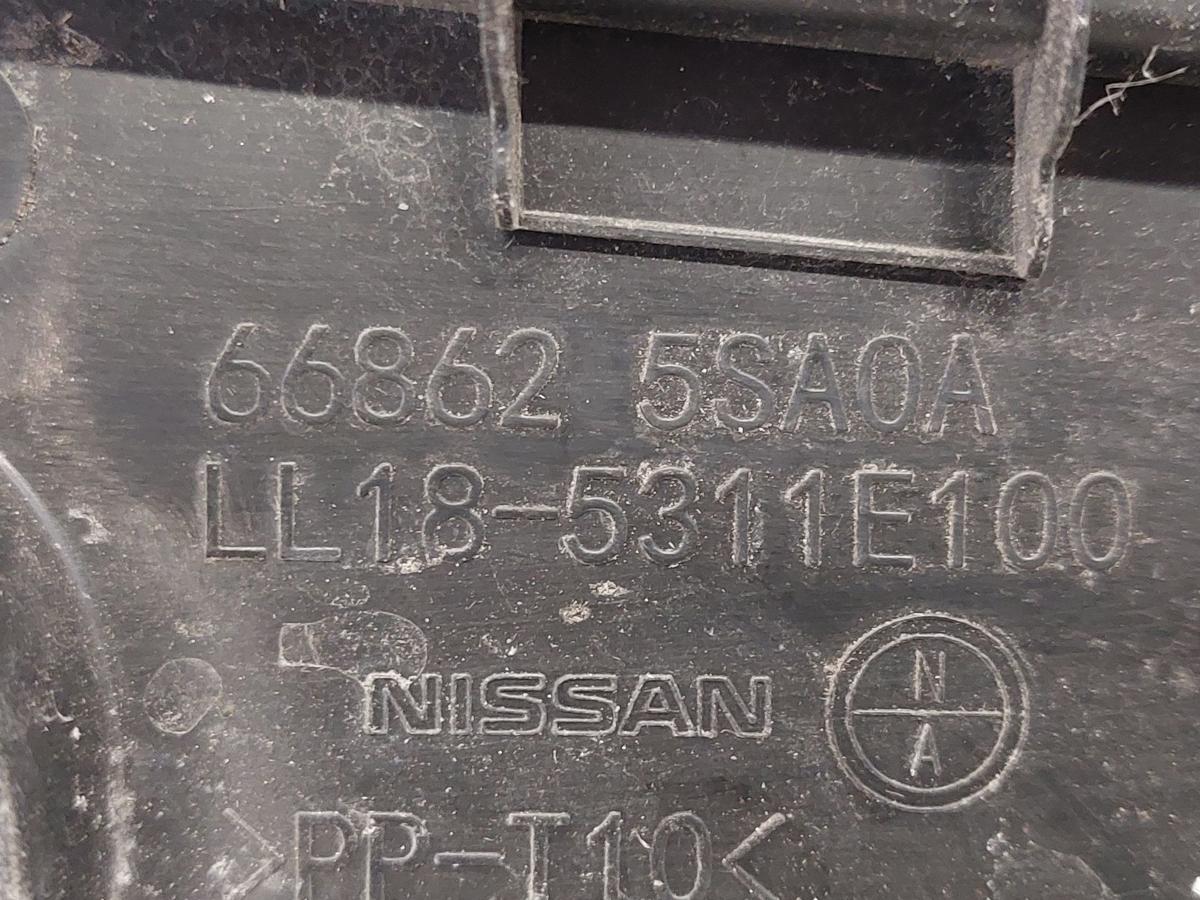 66862 5SA0A
LL18-5311E100
NISSAN
N
A
>PP-T10<